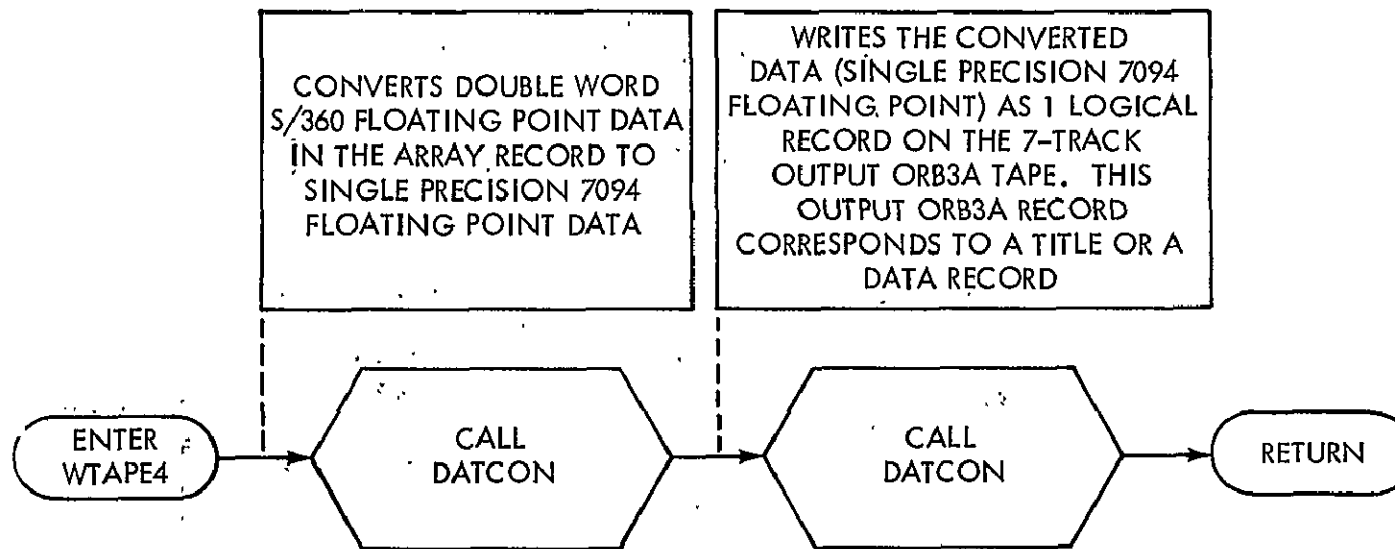 CONVERTS DOUBLE WORD
S/360 FLOATING POINT DATA
IN THE ARRAY RECORD TO
SINGLE PRECISION 7094
FLOATING POINT DATA
WRITES THE CONVERTED
DATA (SINGLE PRECISION 7094
FLOATING POINT) AS 1 LOGICAL
RECORD ON THE 7-TRACK
OUTPUT ORB3A TAPE. THIS
OUTPUT ORB3A RECORD
CORRESPONDS TO A TITLE OR A
DATA RECORD
ENTER
WTAPE4
CALL
DATCON
CALL
DATCON
RETURN